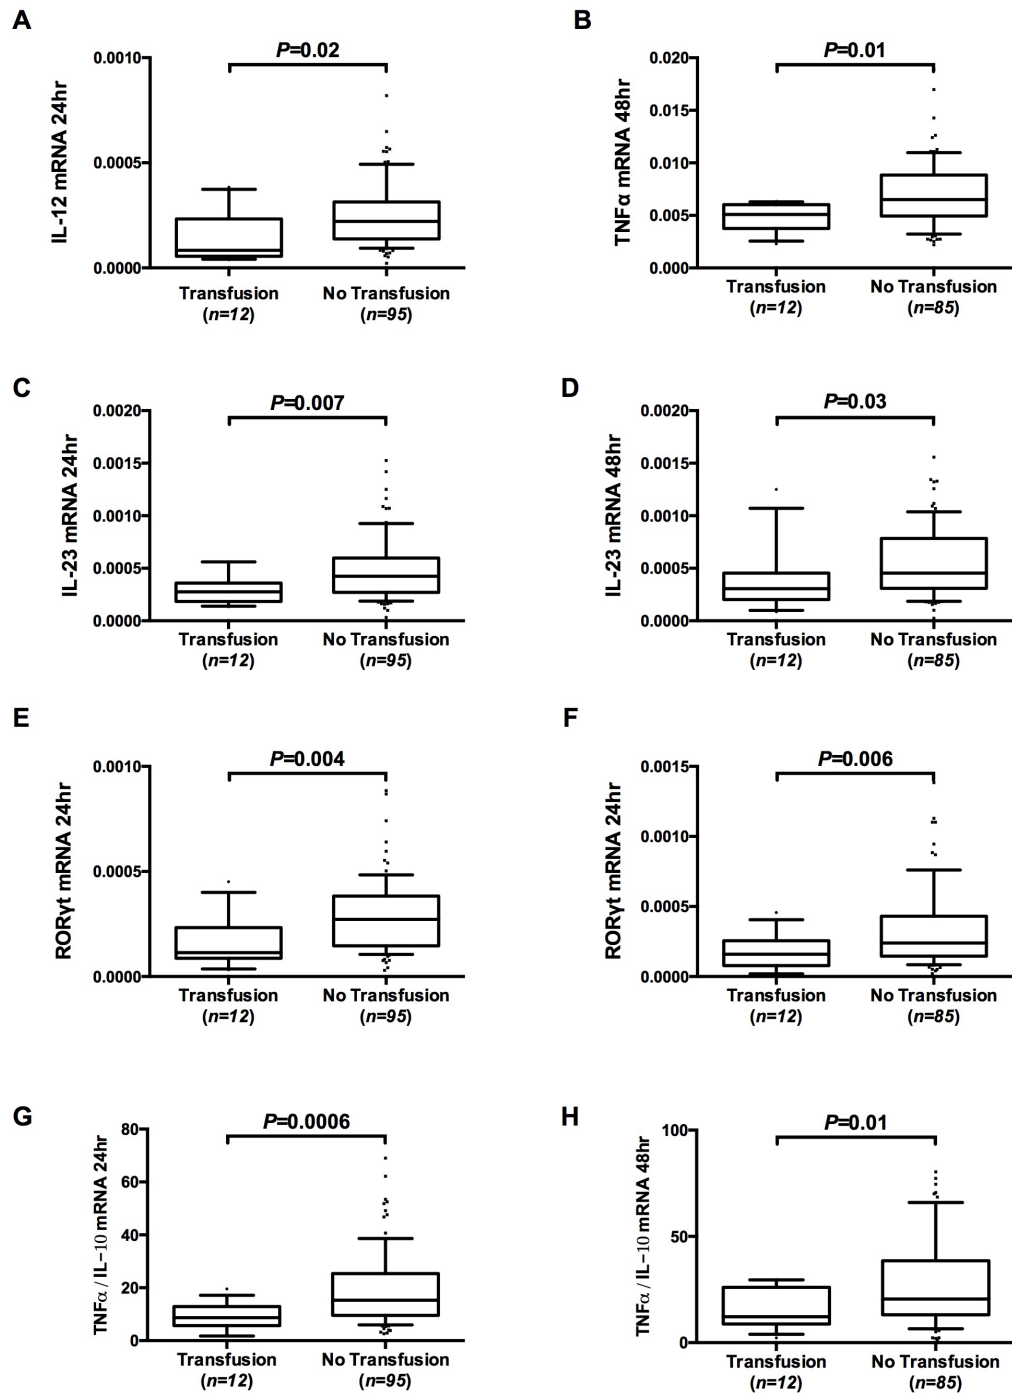 A
P=0.02
IL-12 mRNA 24hr
0.0010
0.0005
0.0000
Transfusion
(n=12)
No Transfusion
(n=95)
B
P=0.01
TNFα mRNA 48hr
0.020
0.015
0.010
0.005
0.000
Transfusion
(n=12)
No Transfusion
(n=85)
C
P=0.007
IL-23 mRNA 24hr
0.0020
0.0015
0.0010
0.0005
0.0000
Transfusion
(n=12)
No Transfusion
(n=95)
D
P=0.03
IL-23 mRNA 48hr
0.0020
0.0015
0.0010
0.0005
0.0000
Transfusion
(n=12)
No Transfusion
(n=85)
E
P=0.004
RORγt mRNA 24hr
0.0010
0.0005
0.0000
Transfusion
(n=12)
No Transfusion
(n=95)
F
P=0.006
RORγt mRNA 24hr
0.0015
0.0010
0.0005
0.0000
Transfusion
(n=12)
No Transfusion
(n=85)
G
P=0.0006
TNFα / IL−10 mRNA 24hr
80
60
40
20
0
Transfusion
(n=12)
No Transfusion
(n=95)
H
P=0.01
TNFα / IL−10 mRNA 48hr
100
50
0
Transfusion
(n=12)
No Transfusion
(n=85)